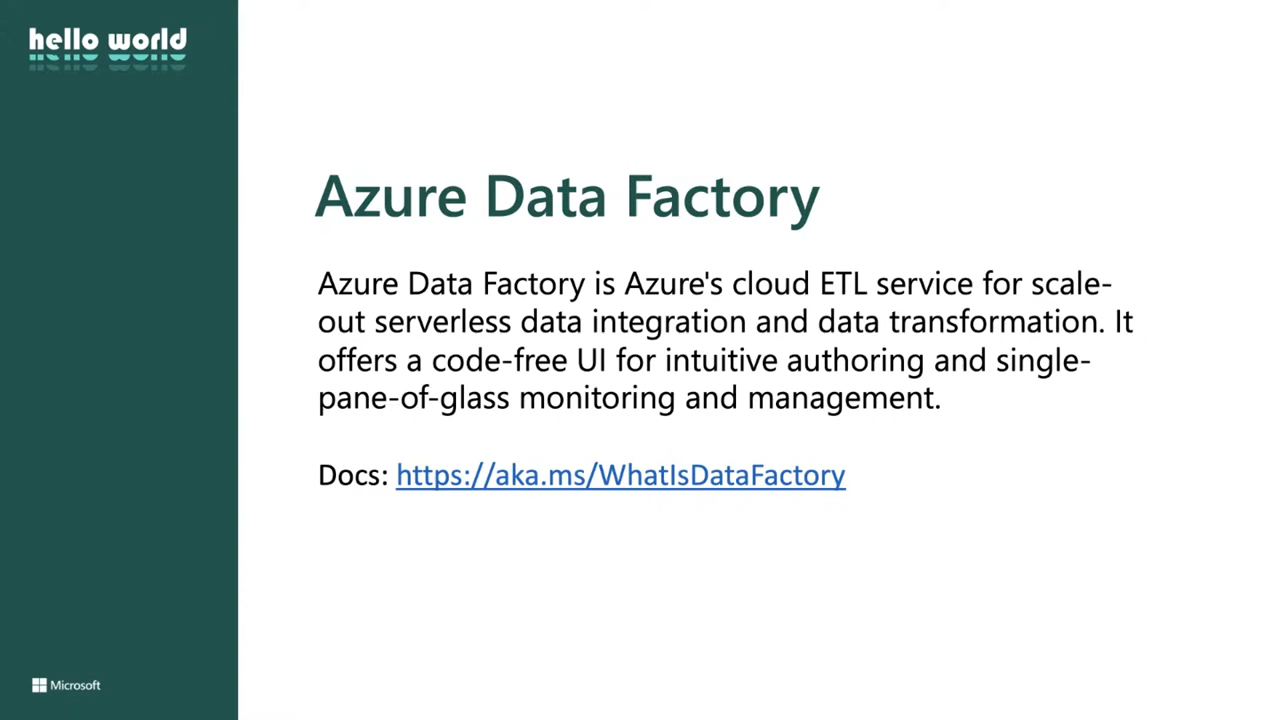 hello world
Azure Data Factory
Azure Data Factory is Azure's cloud ETL service for scale-
out serverless data integration and data transformation. It
offers a code-free UI for intuitive authoring and single-
pane-of-glass monitoring and management.
Docs: https://aka.ms/WhatIsDataFactory
Microsoft